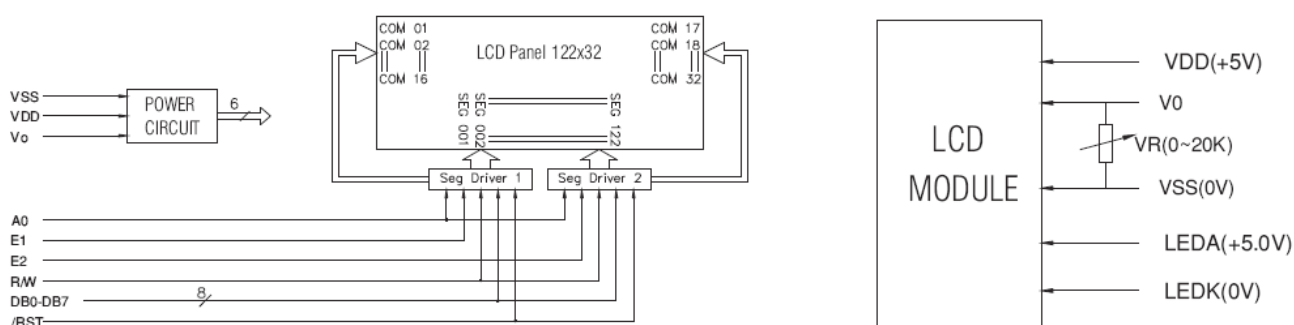 COM 01
COM 02
COM 16
LCD Panel 122x32
COM 17
COM 18
COM 32
SEG 001
SEG 002
SEG 122
VSS
VDD
Vo
POWER
CIRCUIT
6
Seg Driver 1
Seg Driver 2
A0
E1
E2
R/W
DB0-DB7
8
/RST
LCD
MODULE
VDD(+5V)
V0
VR(0~20K)
VSS(0V)
LEDA(+5.0V)
LEDK(0V)